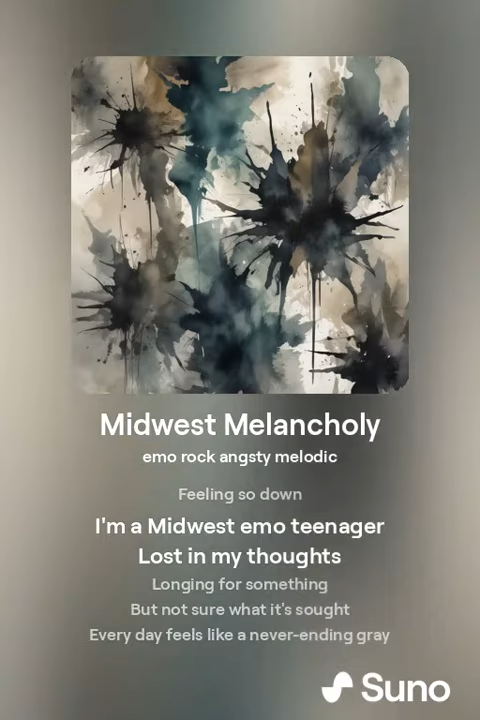 Midwest Melancholy
emo rock angsty melodic
Feeling so down
I'm a Midwest emo teenager
Lost in my thoughts
Longing for something
But not sure what it's sought
Every day feels like a never-ending gray
Suno